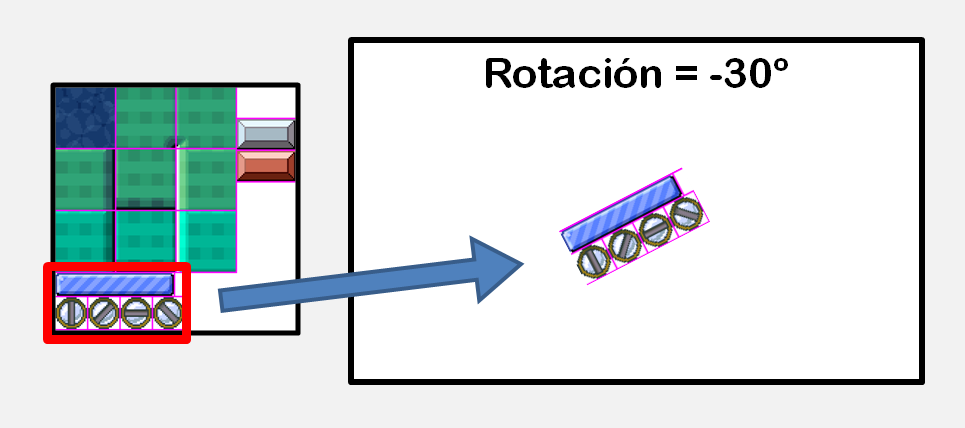 Rotación = -30º